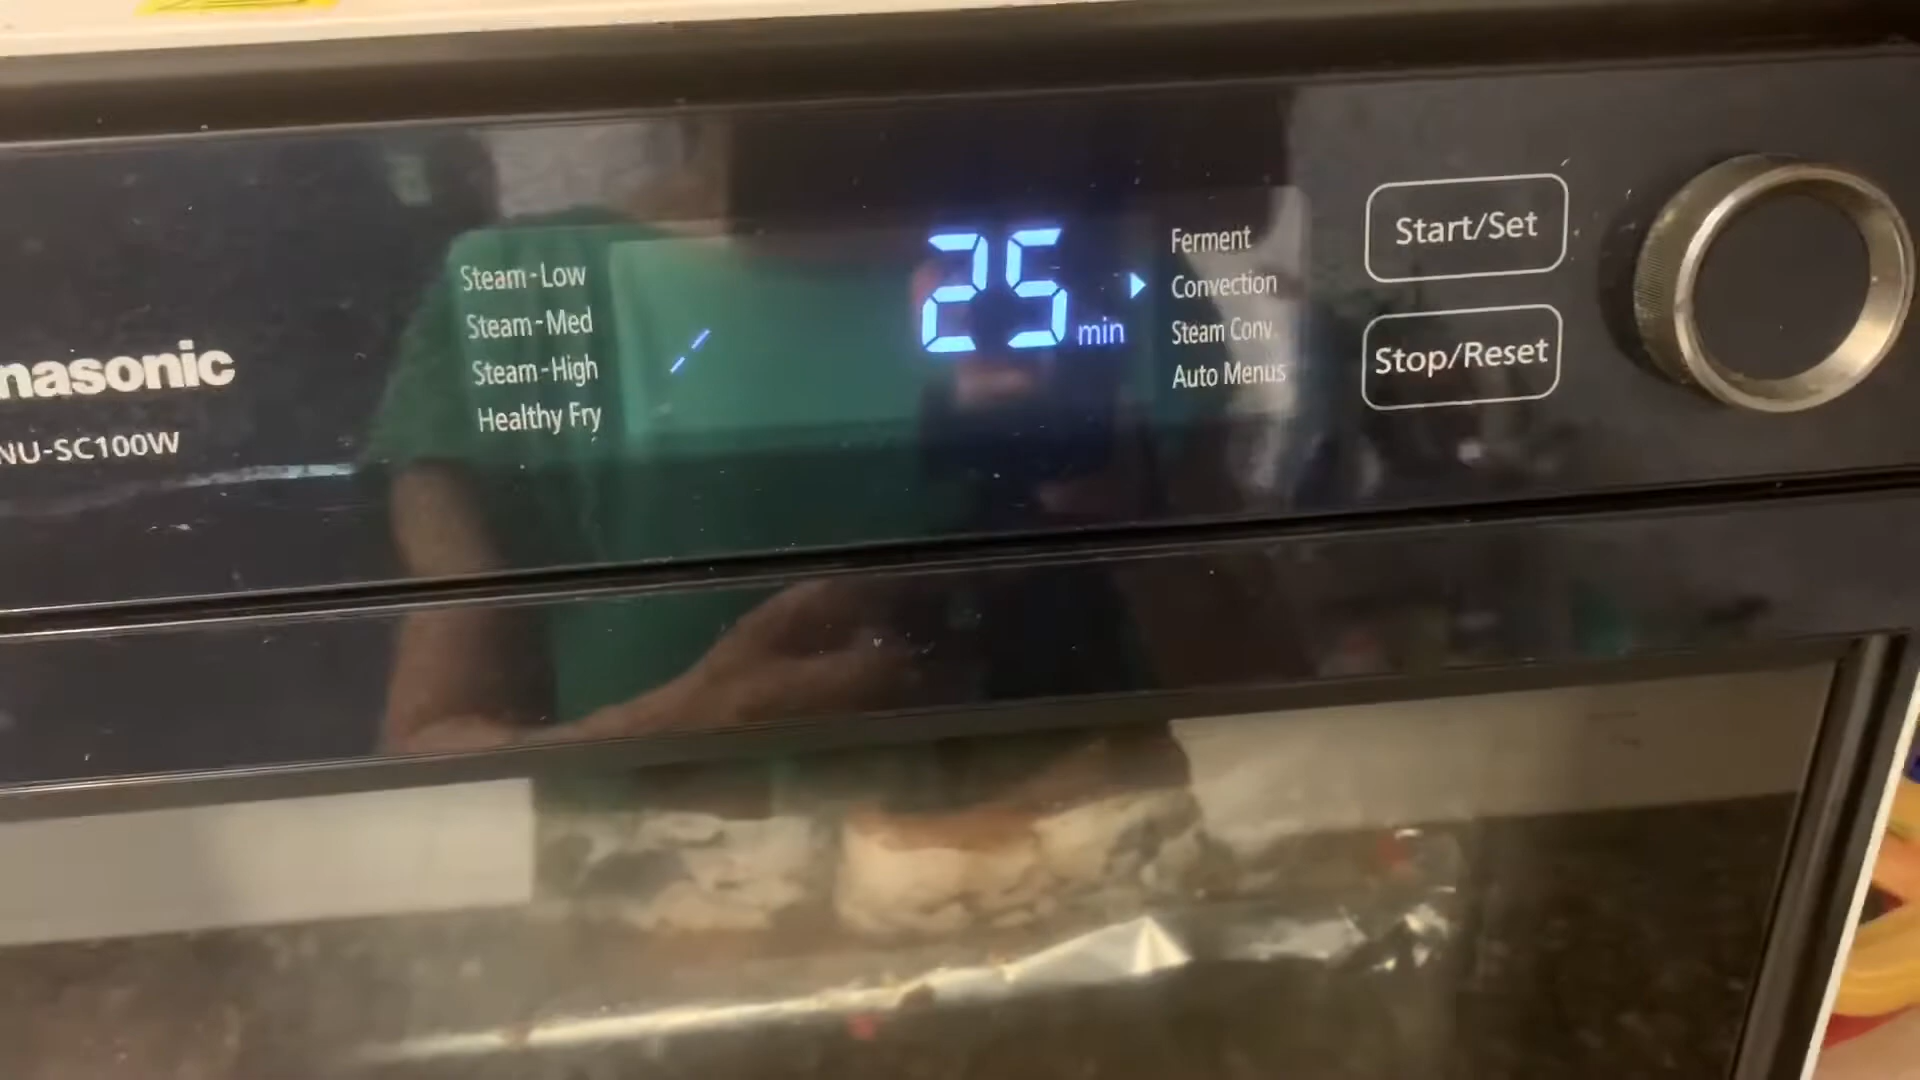 nasonic
NU-SC100W
Steam-Low
Steam-Med
Steam-High
Healthy Fry
25 min
Ferment
Convection
Steam Conv.
Auto Menus
Start/Set
Stop/Reset